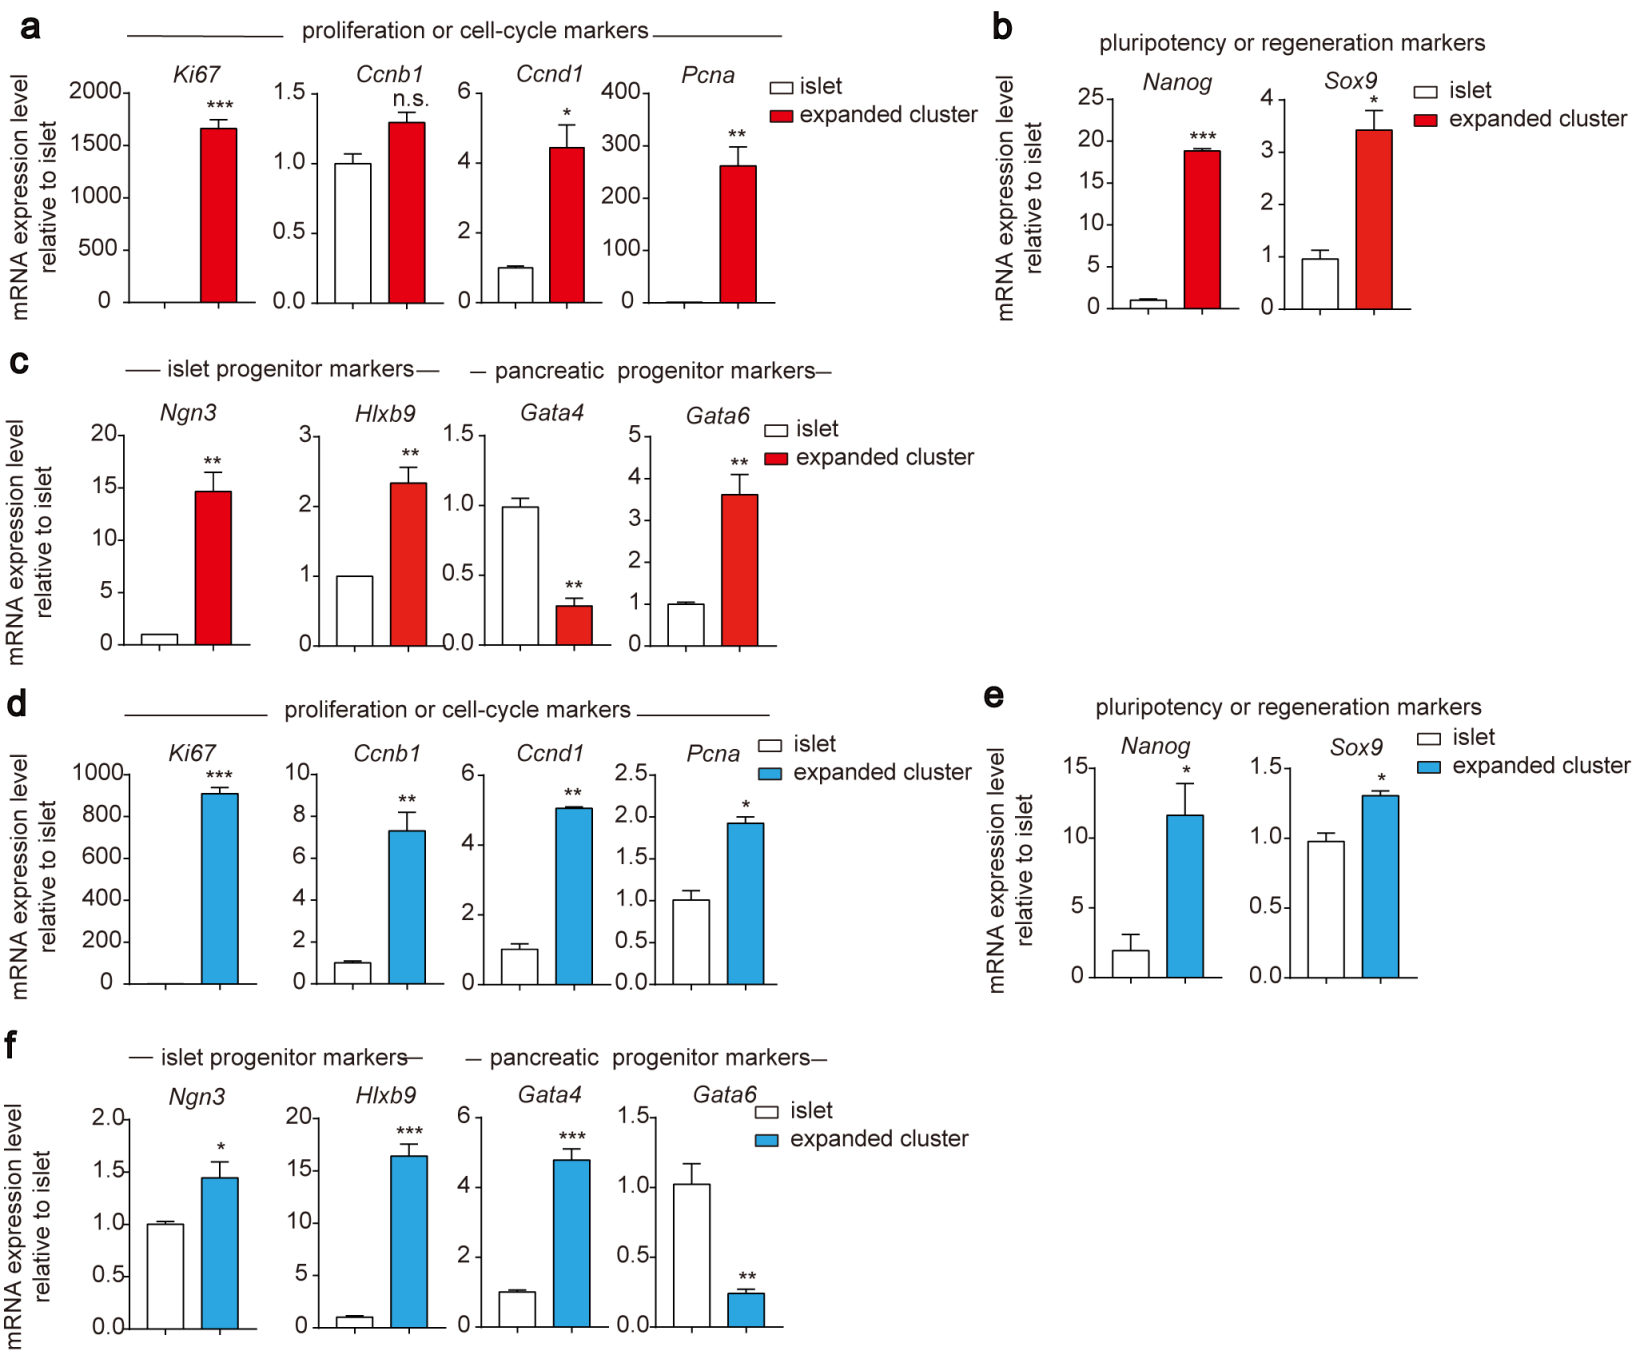 a
proliferation or cell-cycle markers
Ki67
Ccnb1
Ccnd1
Pcna
islet
expanded cluster
mRNA expression level
relative to islet
2000
1500
1000
500
0
***
1.5
1.0
0.5
0.0
n.s.
6
4
2
0
*
400
300
200
100
0
**
b
pluripotency or regeneration markers
Nanog
Sox9
islet
expanded cluster
mRNA expression level
relative to islet
25
20
15
10
5
0
***
4
3
2
1
0
*
c
islet progenitor markers
pancreatic progenitor markers
Ngn3
Hlxb9
Gata4
Gata6
islet
expanded cluster
mRNA expression level
relative to islet
20
15
10
5
0
**
3
2
1
0
**
1.5
1.0
0.5
0.0
**
5
4
3
2
1
0
**
d
proliferation or cell-cycle markers
Ki67
Ccnb1
Ccnd1
Pcna
islet
expanded cluster
mRNA expression level
relative to islet
1000
800
600
400
200
0
***
10
8
6
4
2
0
**
6
4
2
0
**
2.5
2.0
1.5
1.0
0.5
0.0
*
e
pluripotency or regeneration markers
Nanog
Sox9
islet
expanded cluster
mRNA expression level
relative to islet
15
10
5
0
*
1.5
1.0
0.5
0.0
*
f
islet progenitor markers
pancreatic progenitor markers
Ngn3
Hlxb9
Gata4
Gata6
islet
expanded cluster
mRNA expression level
relative to islet
2.0
1.5
1.0
0.5
0.0
*
20
15
10
5
0
***
6
4
2
0
***
1.5
1.0
0.5
0.0
**